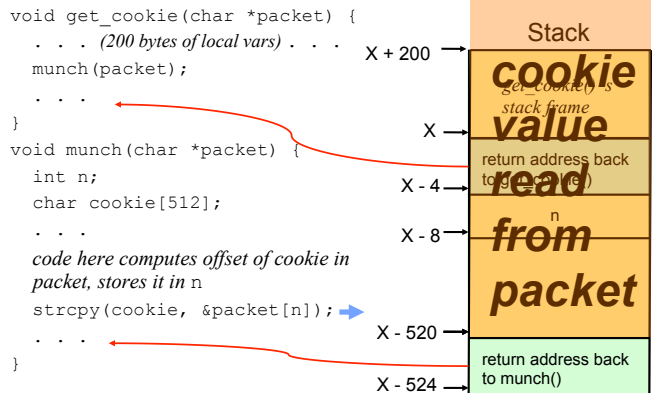 void get_cookie(char *packet) {
. . . (200 bytes of local vars) . . .
munch(packet);
. . .
}
void munch(char *packet) {
int n;
char cookie[512];
. . .
code here computes offset of cookie in
packet, stores it in n
strcpy(cookie, &packet[n]);
. . .
}
Stack
X + 200
cookie
get_cookie()'s
stack frame
X
value
return address back
to get_cookie()
read
X - 4
n
from
X - 8
packet
X - 520
return address back
to munch()
X - 524